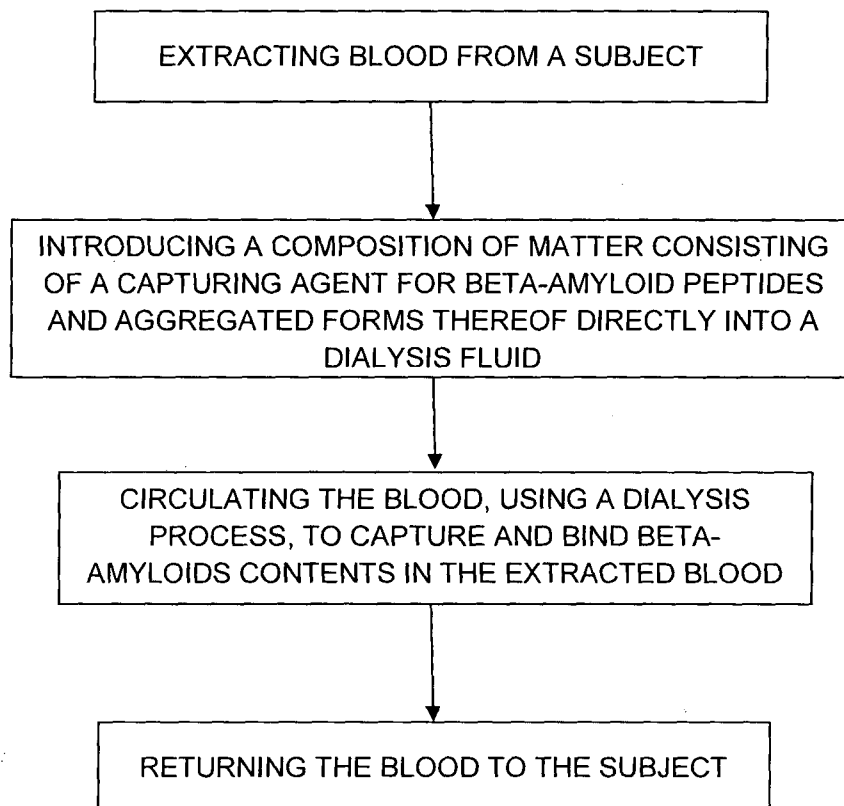 EXTRACTING BLOOD FROM A SUBJECT
INTRODUCING A COMPOSITION OF MATTER CONSISTING
OF A CAPTURING AGENT FOR BETA-AMYLOID PEPTIDES
AND AGGREGATED FORMS THEREOF DIRECTLY INTO A
DIALYSIS FLUID
CIRCULATING THE BLOOD, USING A DIALYSIS
PROCESS, TO CAPTURE AND BIND BETA-
AMYLOIDS CONTENTS IN THE EXTRACTED BLOOD
RETURNING THE BLOOD TO THE SUBJECT